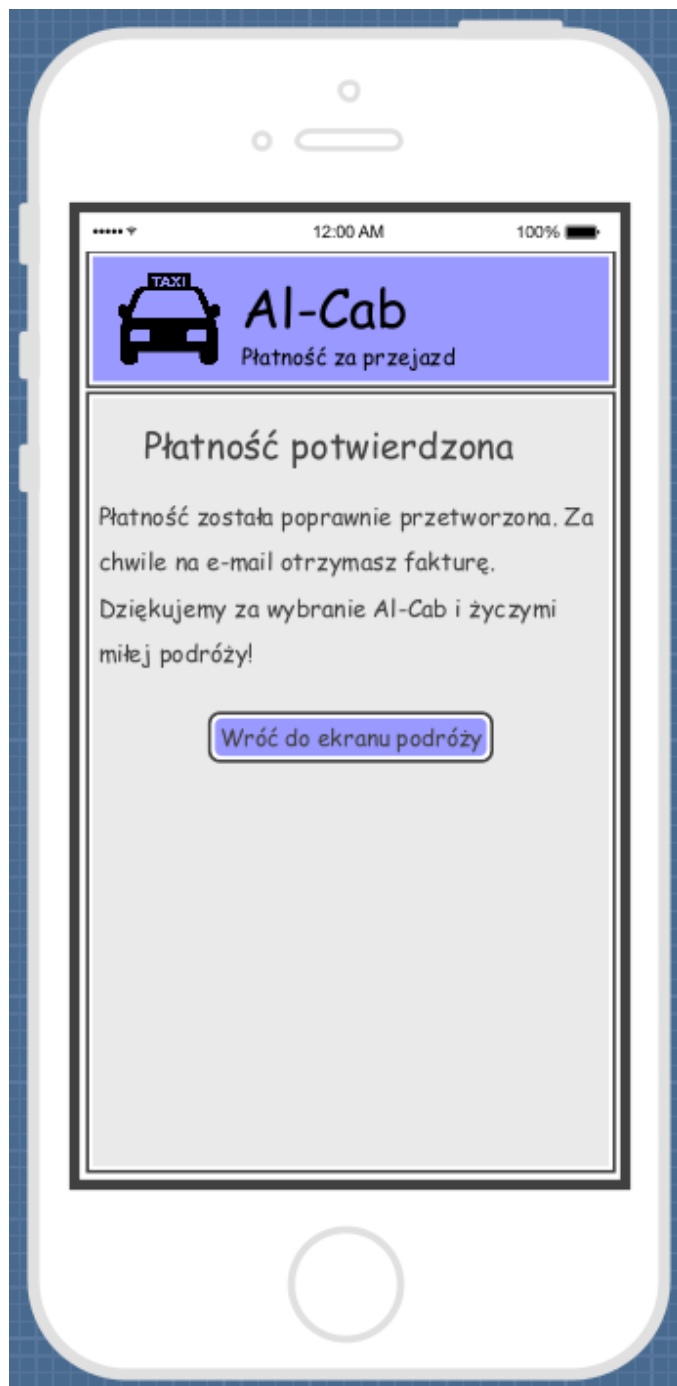 12:00 AM 100%
TAXI
Al-Cab
Płatność za przejazd
Płatność potwierdzona
Płatność została poprawnie przetworzona. Za
chwile na e-mail otrzymasz fakturę.
Dziękujemy za wybranie Al-Cab i życzymi
miłej podróży!
Wróć do ekranu podróży